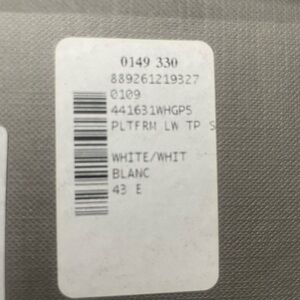 0149 330
889261219327
0109
441631WHGPS
PLTFRM LW TP S
WHITE/WHIT
BLANC
43 E